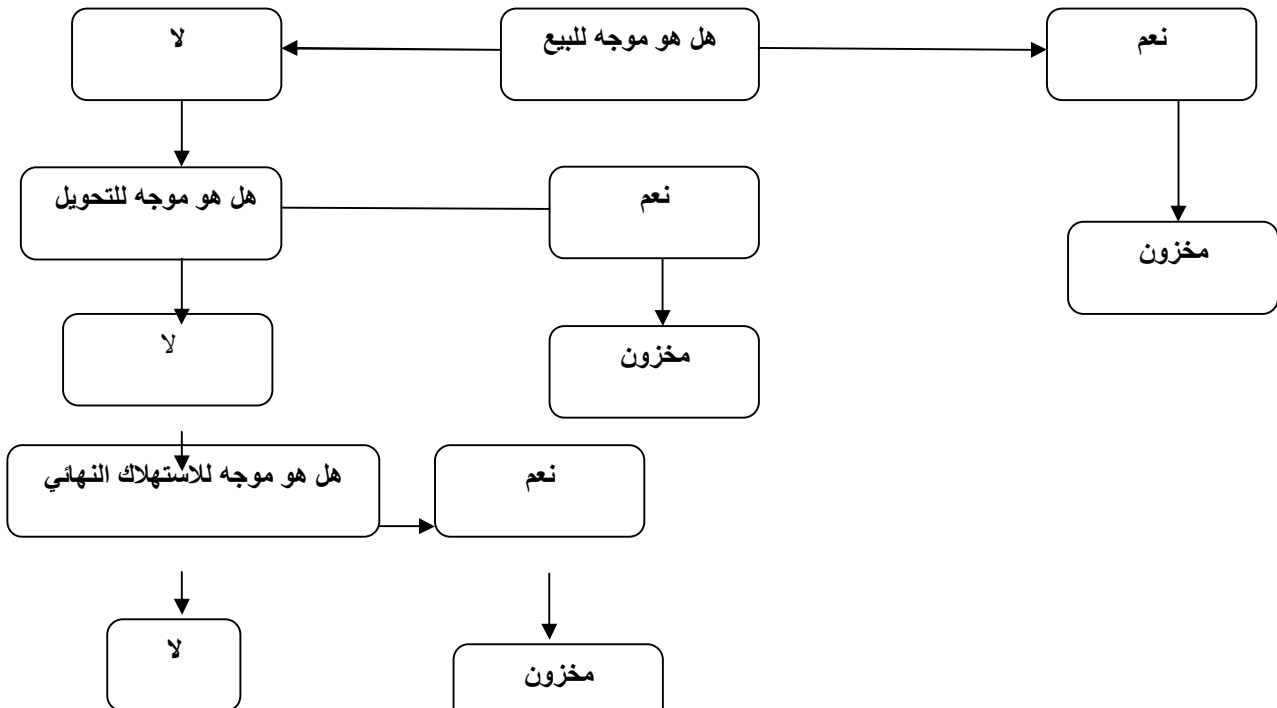 نعم
هل هو موجه للبيع
لا
نعم
هل هو موجه للتحويل
مخزون
لا
مخزون
نعم
هل هو موجه للاستهلاك النهائي
لا
مخزون